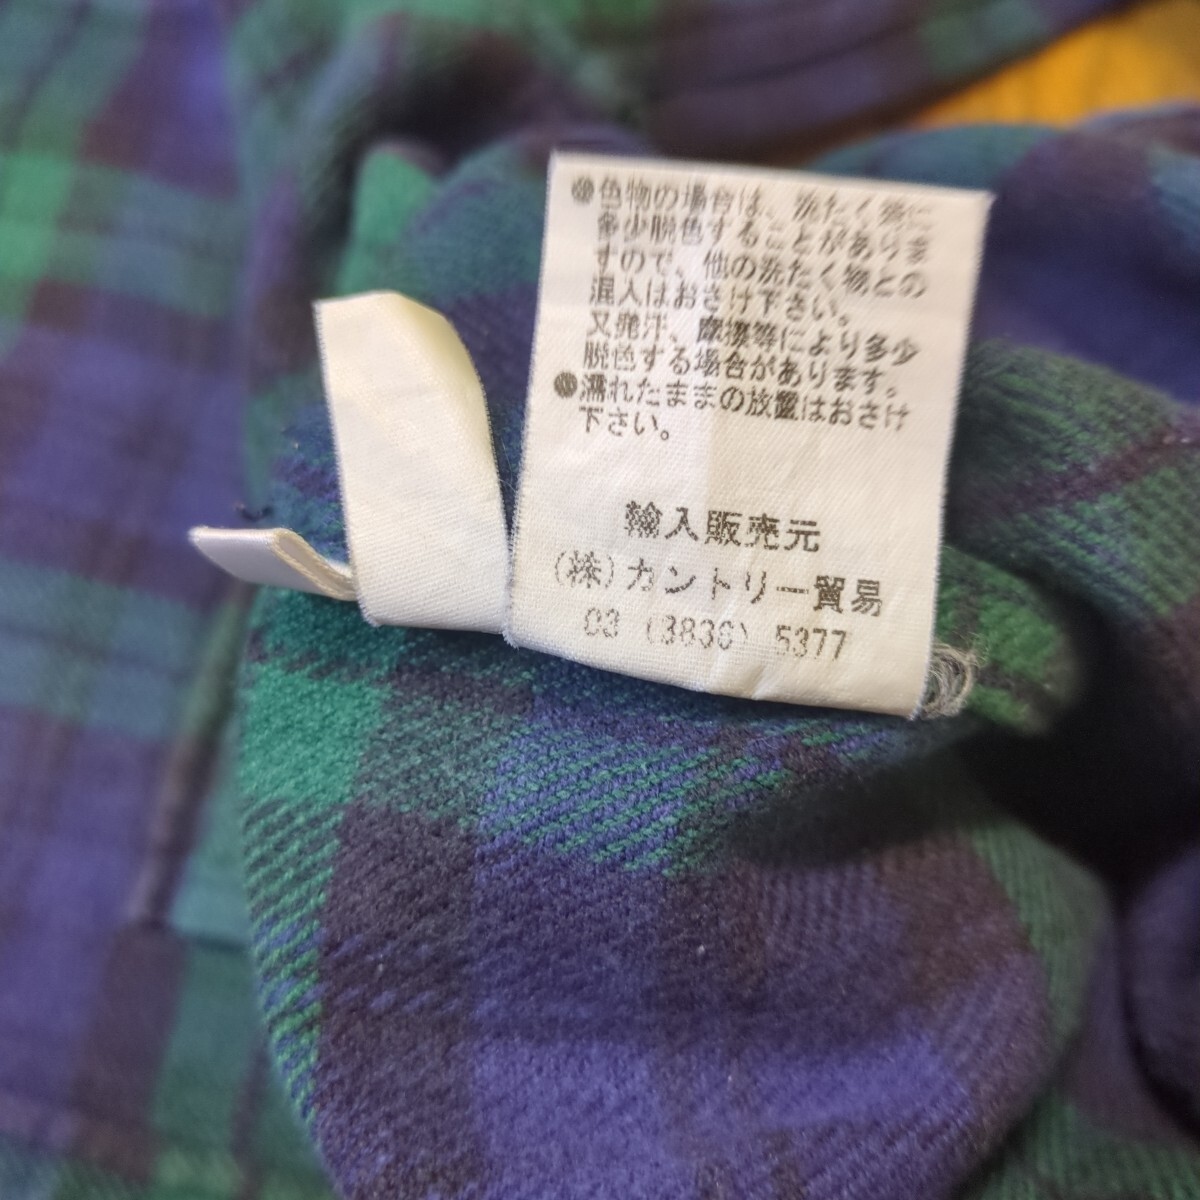 ●色物の場合は、洗たく等に
多少脱色することがありま
すので、他の洗たく物との
混入はおさけ下さい。
又発汗、摩擦等により多少
脱色する場合があります。
●濡れたままの放置はおさけ
下さい。
輸入販売元
(株)カントリー貿易
03 (3836) 5377